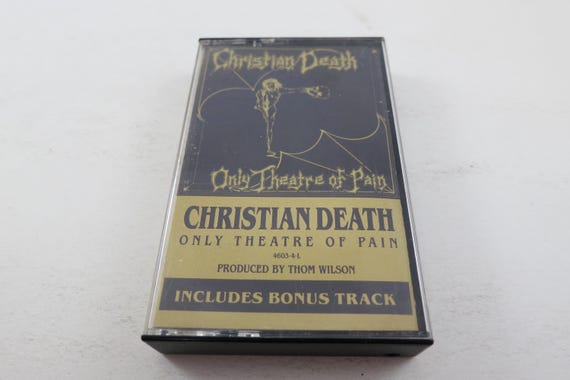 Christian Death
Only Theatre of Pain
CHRISTIAN DEATH
ONLY THEATRE OF PAIN
4603-4-L
PRODUCED BY THOM WILSON
INCLUDES BONUS TRACK